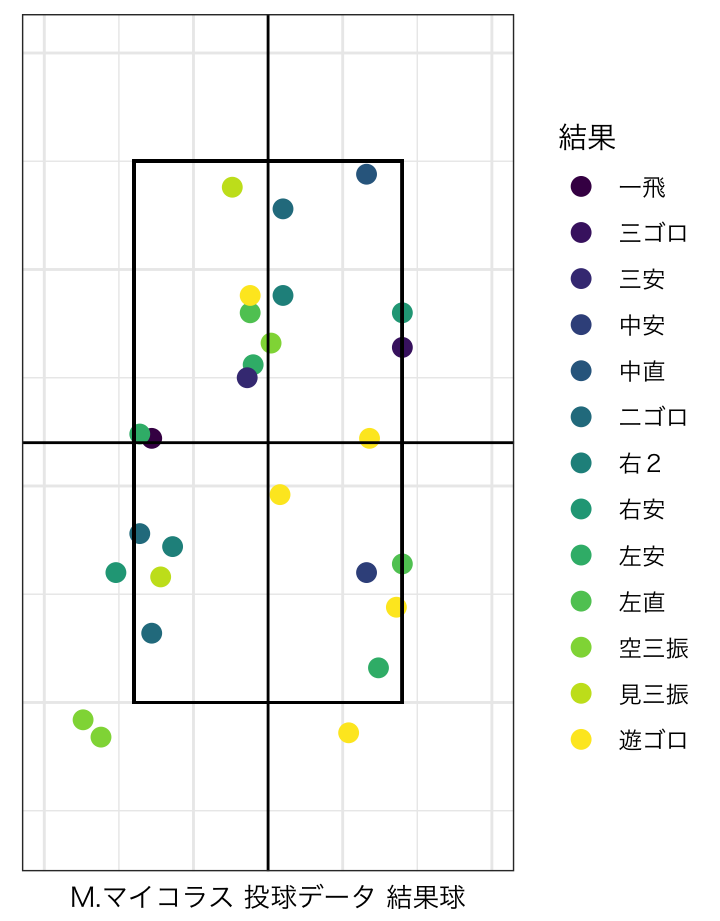 結果
一飛
三ゴロ
三安
中安
中直
二ゴロ
右２
右安
左安
左直
空三振
見三振
遊ゴロ
M.マイコラス 投球データ 結果球